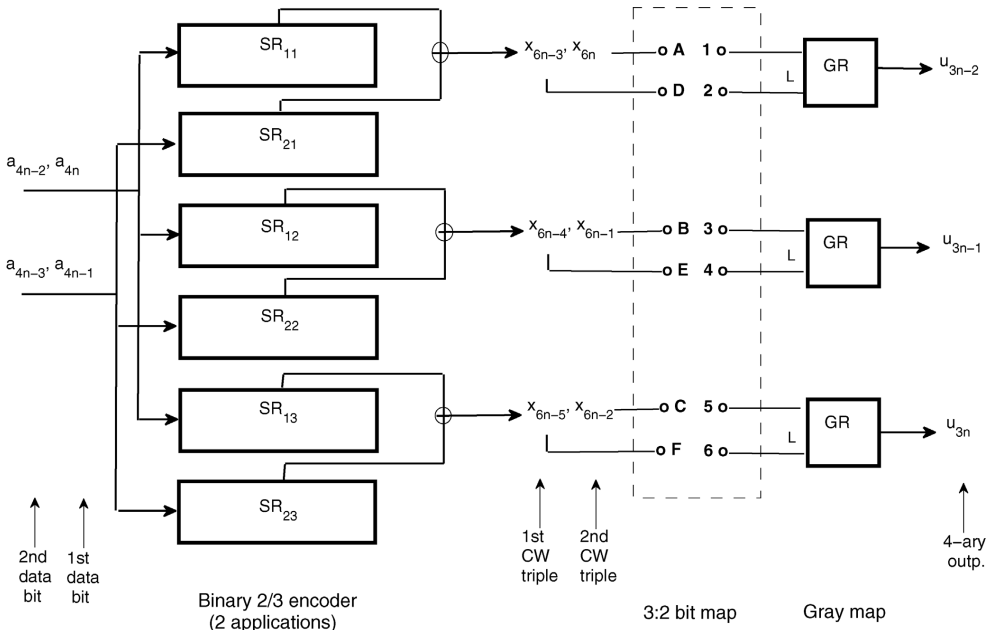 SR11
x6n−3, x6n
A 1
L
GR
u3n−2
D 2
SR21
a4n−2, a4n
SR12
x6n−4, x6n−1
B 3
L
GR
u3n−1
E 4
a4n−3, a4n−1
SR22
SR13
x6n−5, x6n−2
C 5
L
GR
u3n
F 6
SR23
2nd
data
bit
1st
data
bit
1st
CW
triple
2nd
CW
triple
4−ary
outp.
Binary 2/3 encoder
(2 applications)
3:2 bit map
Gray map